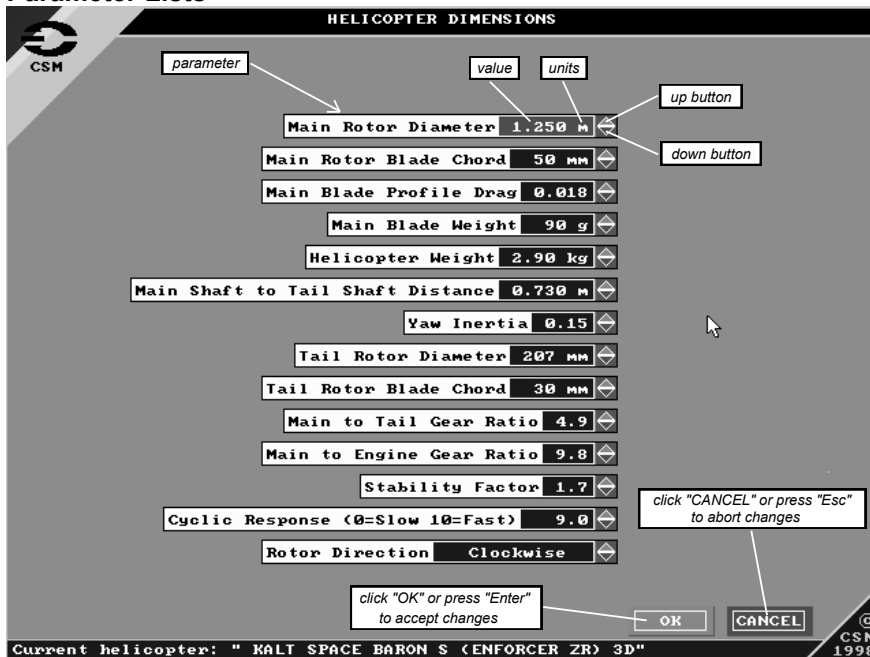 Parameter Lists
HELICOPTER DIMENSIONS
CSM
parameter
value
units
up button
down button
Main Rotor Diameter 1.250 m
Main Rotor Blade Chord 50 mm
Main Blade Profile Drag 0.018
Main Blade Weight 90 g
Helicopter Weight 2.90 kg
Main Shaft to Tail Shaft Distance 0.730 m
Yaw Inertia 0.15
Tail Rotor Diameter 207 mm
Tail Rotor Blade Chord 30 mm
Main to Tail Gear Ratio 4.9
Main to Engine Gear Ratio 9.8
Stability Factor 1.7
Cyclic Response (0=Slow 10=Fast) 9.0
Rotor Direction Clockwise
click "CANCEL" or press "Esc"
to abort changes
click "OK" or press "Enter"
to accept changes
OK
CANCEL
Current helicopter: " KALT SPACE BARON S (ENFORCER ZR) 3D"
©
CSM
1998